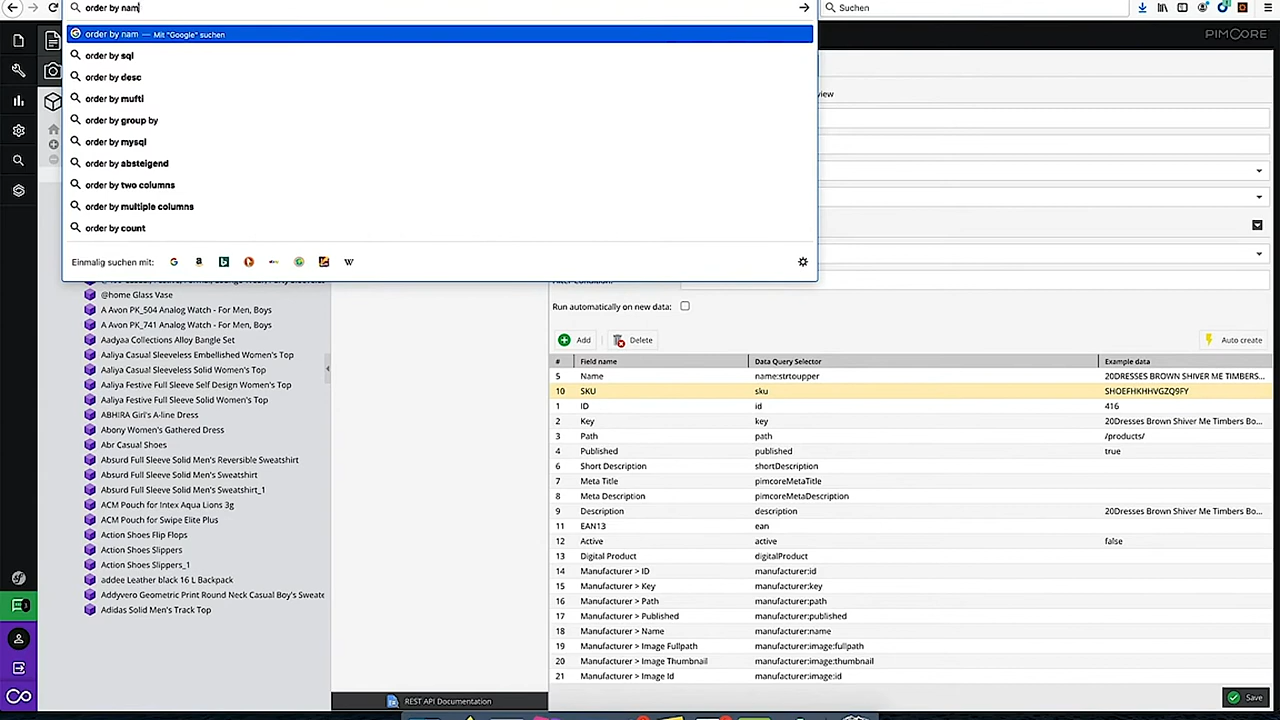 order by nam
Suchen
order by nam — Mit "Google" suchen
PIMCORE
order by sql
order by desc
view
order by mufti
order by group by
order by mysql
order by absteigend
order by two columns
order by multiple columns
order by count
Einmalig suchen mit:
@home Glass Vase
Run automatically on new data:
A Avon PK_504 Analog Watch - For Men, Boys
A Avon PK_741 Analog Watch - For Men, Boys
Aadyaa Collections Alloy Bangle Set
Add Delete Auto create
Aaliya Casual Sleeveless Embellished Women's Top
# Field name Data Query Selector Example data
Aaliya Casual Sleeveless Solid Women's Top
5 Name name:strtoupper 20DRESSES BROWN SHIVER ME TIMBERS...
Aaliya Festive Full Sleeve Self Design Women's Top
10 SKU sku SHOEFHKHHVGZQ9FY
Aaliya Festive Full Sleeve Solid Women's Top
1 ID id 416
ABHIRA Girl's A-line Dress
2 Key key 20Dresses Brown Shiver Me Timbers Bo...
Abony Women's Gathered Dress
3 Path path /products/
Abr Casual Shoes
4 Published published true
Absurd Full Sleeve Solid Men's Reversible Sweatshirt
6 Short Description shortDescription
Absurd Full Sleeve Solid Men's Sweatshirt
7 Meta Title pimcoreMetaTitle
Absurd Full Sleeve Solid Men's Sweatshirt_1
8 Meta Description pimcoreMetaDescription
ACM Pouch for Intex Aqua Lions 3g
9 Description description 20Dresses Brown Shiver Me Timbers Bo...
ACM Pouch for Swipe Elite Plus
11 EAN13 ean
Action Shoes Flip Flops
12 Active active false
Action Shoes Slippers
13 Digital Product digitalProduct
Action Shoes Slippers_1
14 Manufacturer > ID manufacturer:id
addee Leather black 16 L Backpack
15 Manufacturer > Key manufacturer:key
Addyvero Geometric Print Round Neck Casual Boy's Sweate
16 Manufacturer > Path manufacturer:path
Adidas Solid Men's Track Top
17 Manufacturer > Published manufacturer:published
18 Manufacturer > Name manufacturer:name
19 Manufacturer > Image Fullpath manufacturer:image:fullpath
20 Manufacturer > Image Thumbnail manufacturer:image:thumbnail
21 Manufacturer > Image Id manufacturer:image:id
REST API Documentation
Save